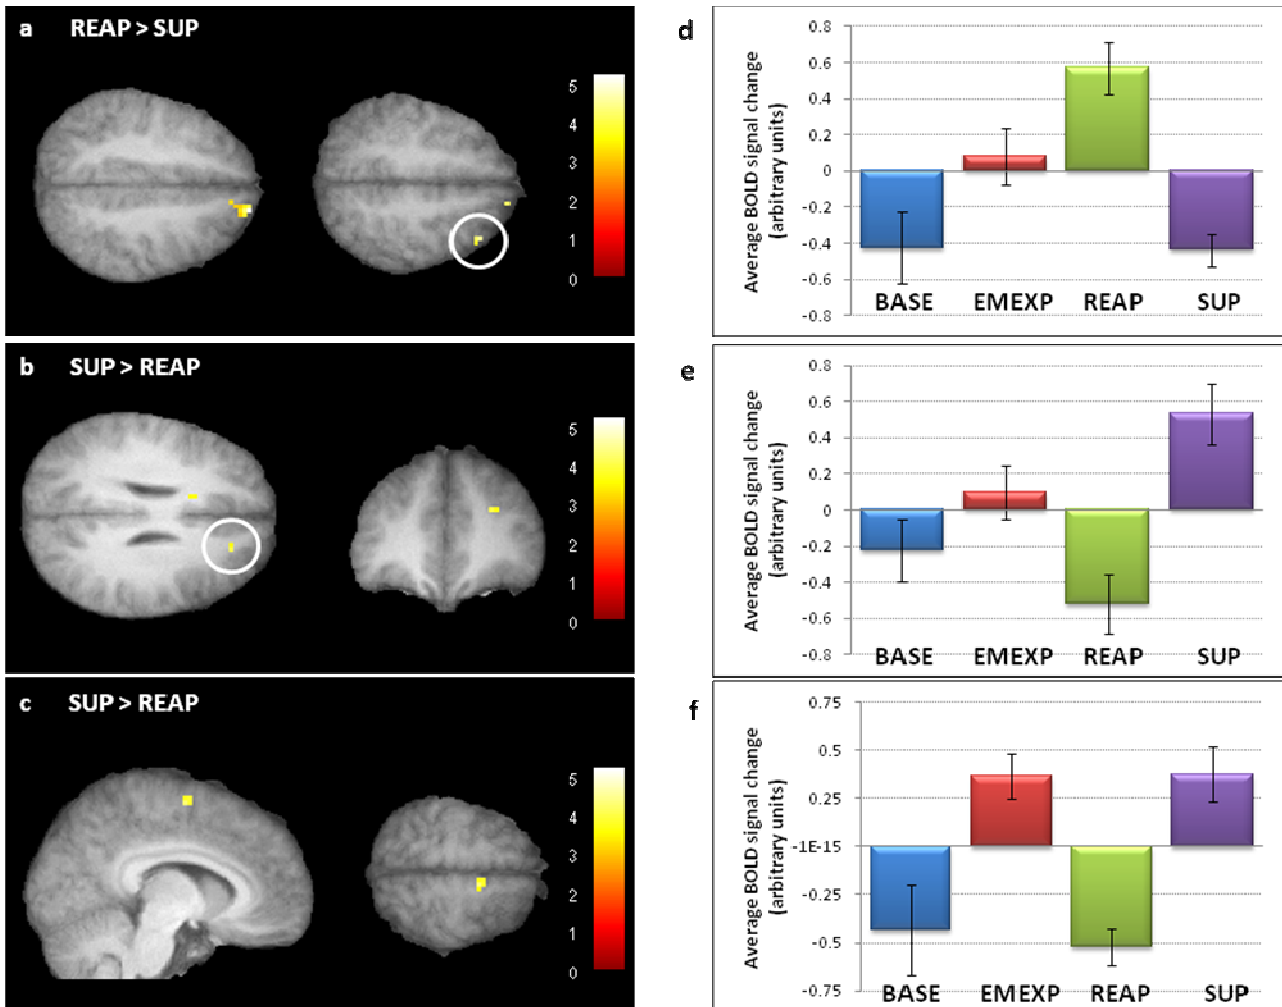 a REAP > SUP
5
4
3
2
1
0
b SUP > REAP
5
4
3
2
1
0
c SUP > REAP
5
4
3
2
1
0
d
Average BOLD signal change
(arbitrary units)
0.8
0.6
0.4
0.2
0
-0.2
-0.4
-0.6
-0.8
BASE EMEXP REAP SUP
e
Average BOLD signal change
(arbitrary units)
0.8
0.6
0.4
0.2
0
-0.2
-0.4
-0.6
-0.8
BASE EMEXP REAP SUP
f
Average BOLD signal change
(arbitrary units)
0.75
0.5
0.25
-1E-15
-0.25
-0.5
-0.75
BASE EMEXP REAP SUP